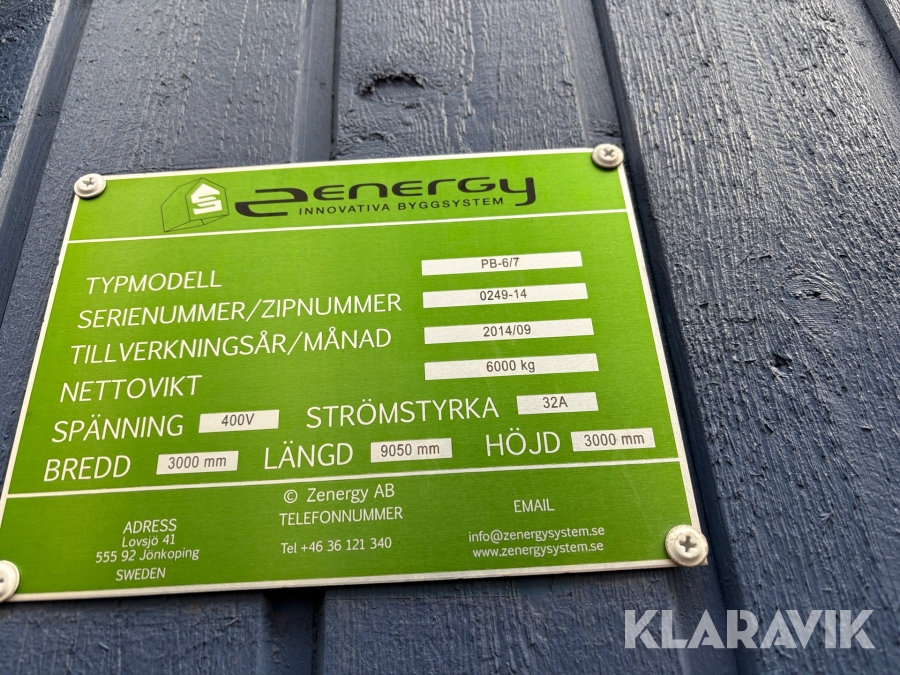 KLARAVIK
ZENERGY
INNOVATIVA BYGGSYSTEM
TYPMODELL PB-6/7
SERIENUMMER/ZIPNUMMER 0249-14
TILLVERKNINGSÅR/MÅNAD 2014/09
NETTOVIKT 6000 kg
SPÄNNING 400V STRÖMSTYRKA 32A
BREDD 3000 mm LÄNGD 9050 mm HÖJD 3000 mm
© Zenergy AB
ADRESS
Lovsjö 41
555 92 Jönkoping
SWEDEN
TELEFONNUMMER
Tel +46 36 121 340
EMAIL
info@zenergysystem.se
www.zenergysystem.se
KLARAVIK